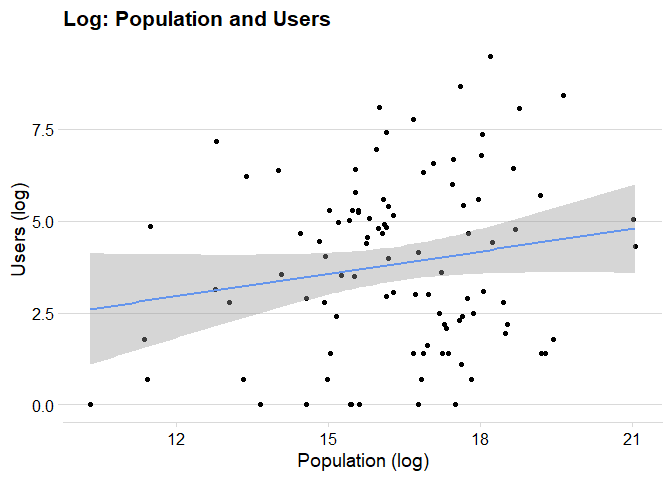 Log: Population and Users
7.5
5.0
2.5
0.0
Users (log)
12 15 18 21
Population (log)